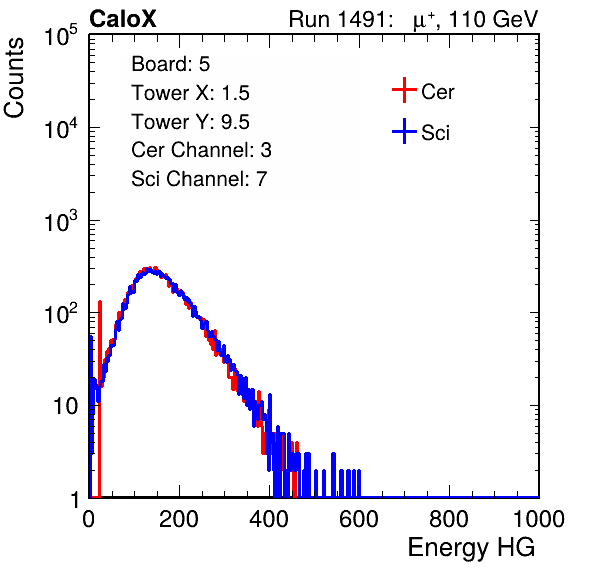 CaloX Run 1491: μ⁺, 110 GeV
Counts
10⁵
10⁴
10³
10²
10
1
Board: 5
Tower X: 1.5
Tower Y: 9.5
Cer Channel: 3
Sci Channel: 7
Cer
Sci
0 200 400 600 800 1000
Energy HG